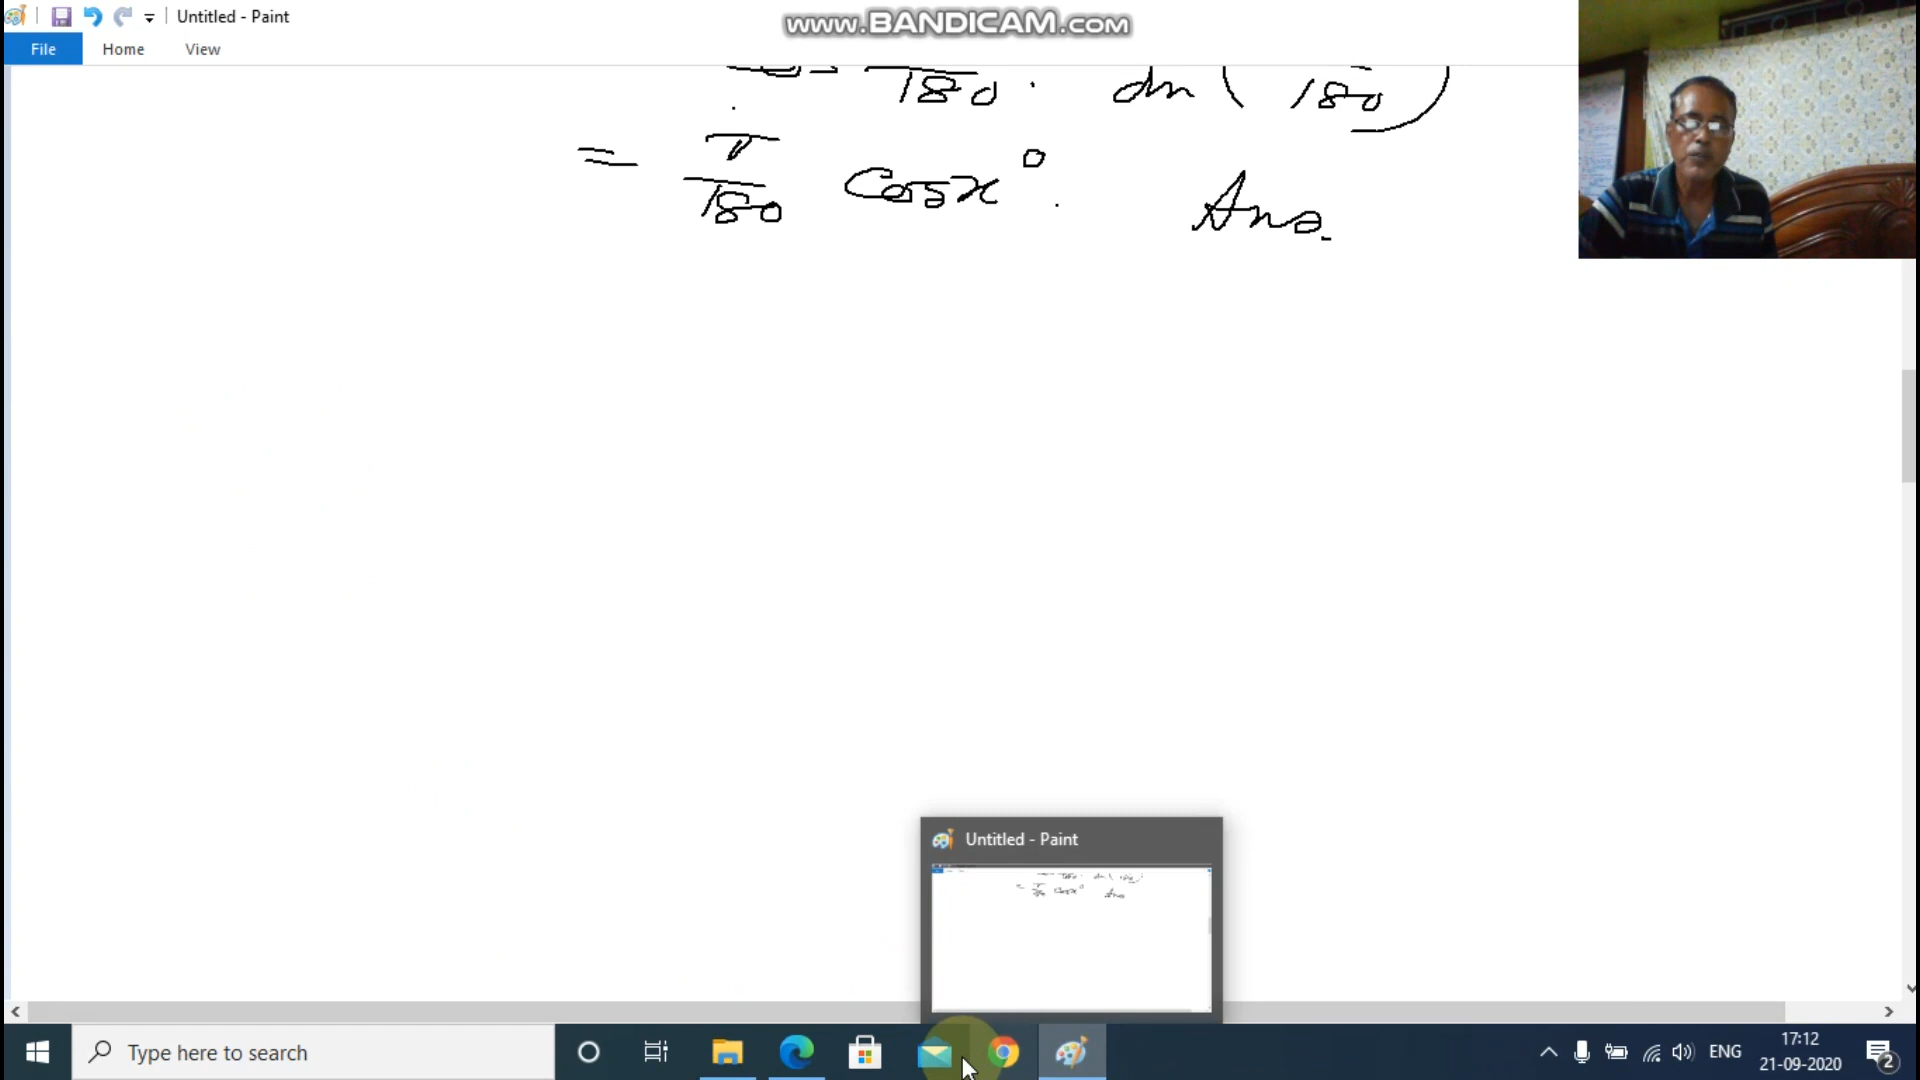 Untitled - Paint
www.BANDICAM.com
File Home View
180 . 180 )
= π/180 Cos x° . Ans.
Untitled - Paint
Type here to search
ENG
17:12
21-09-2020
2